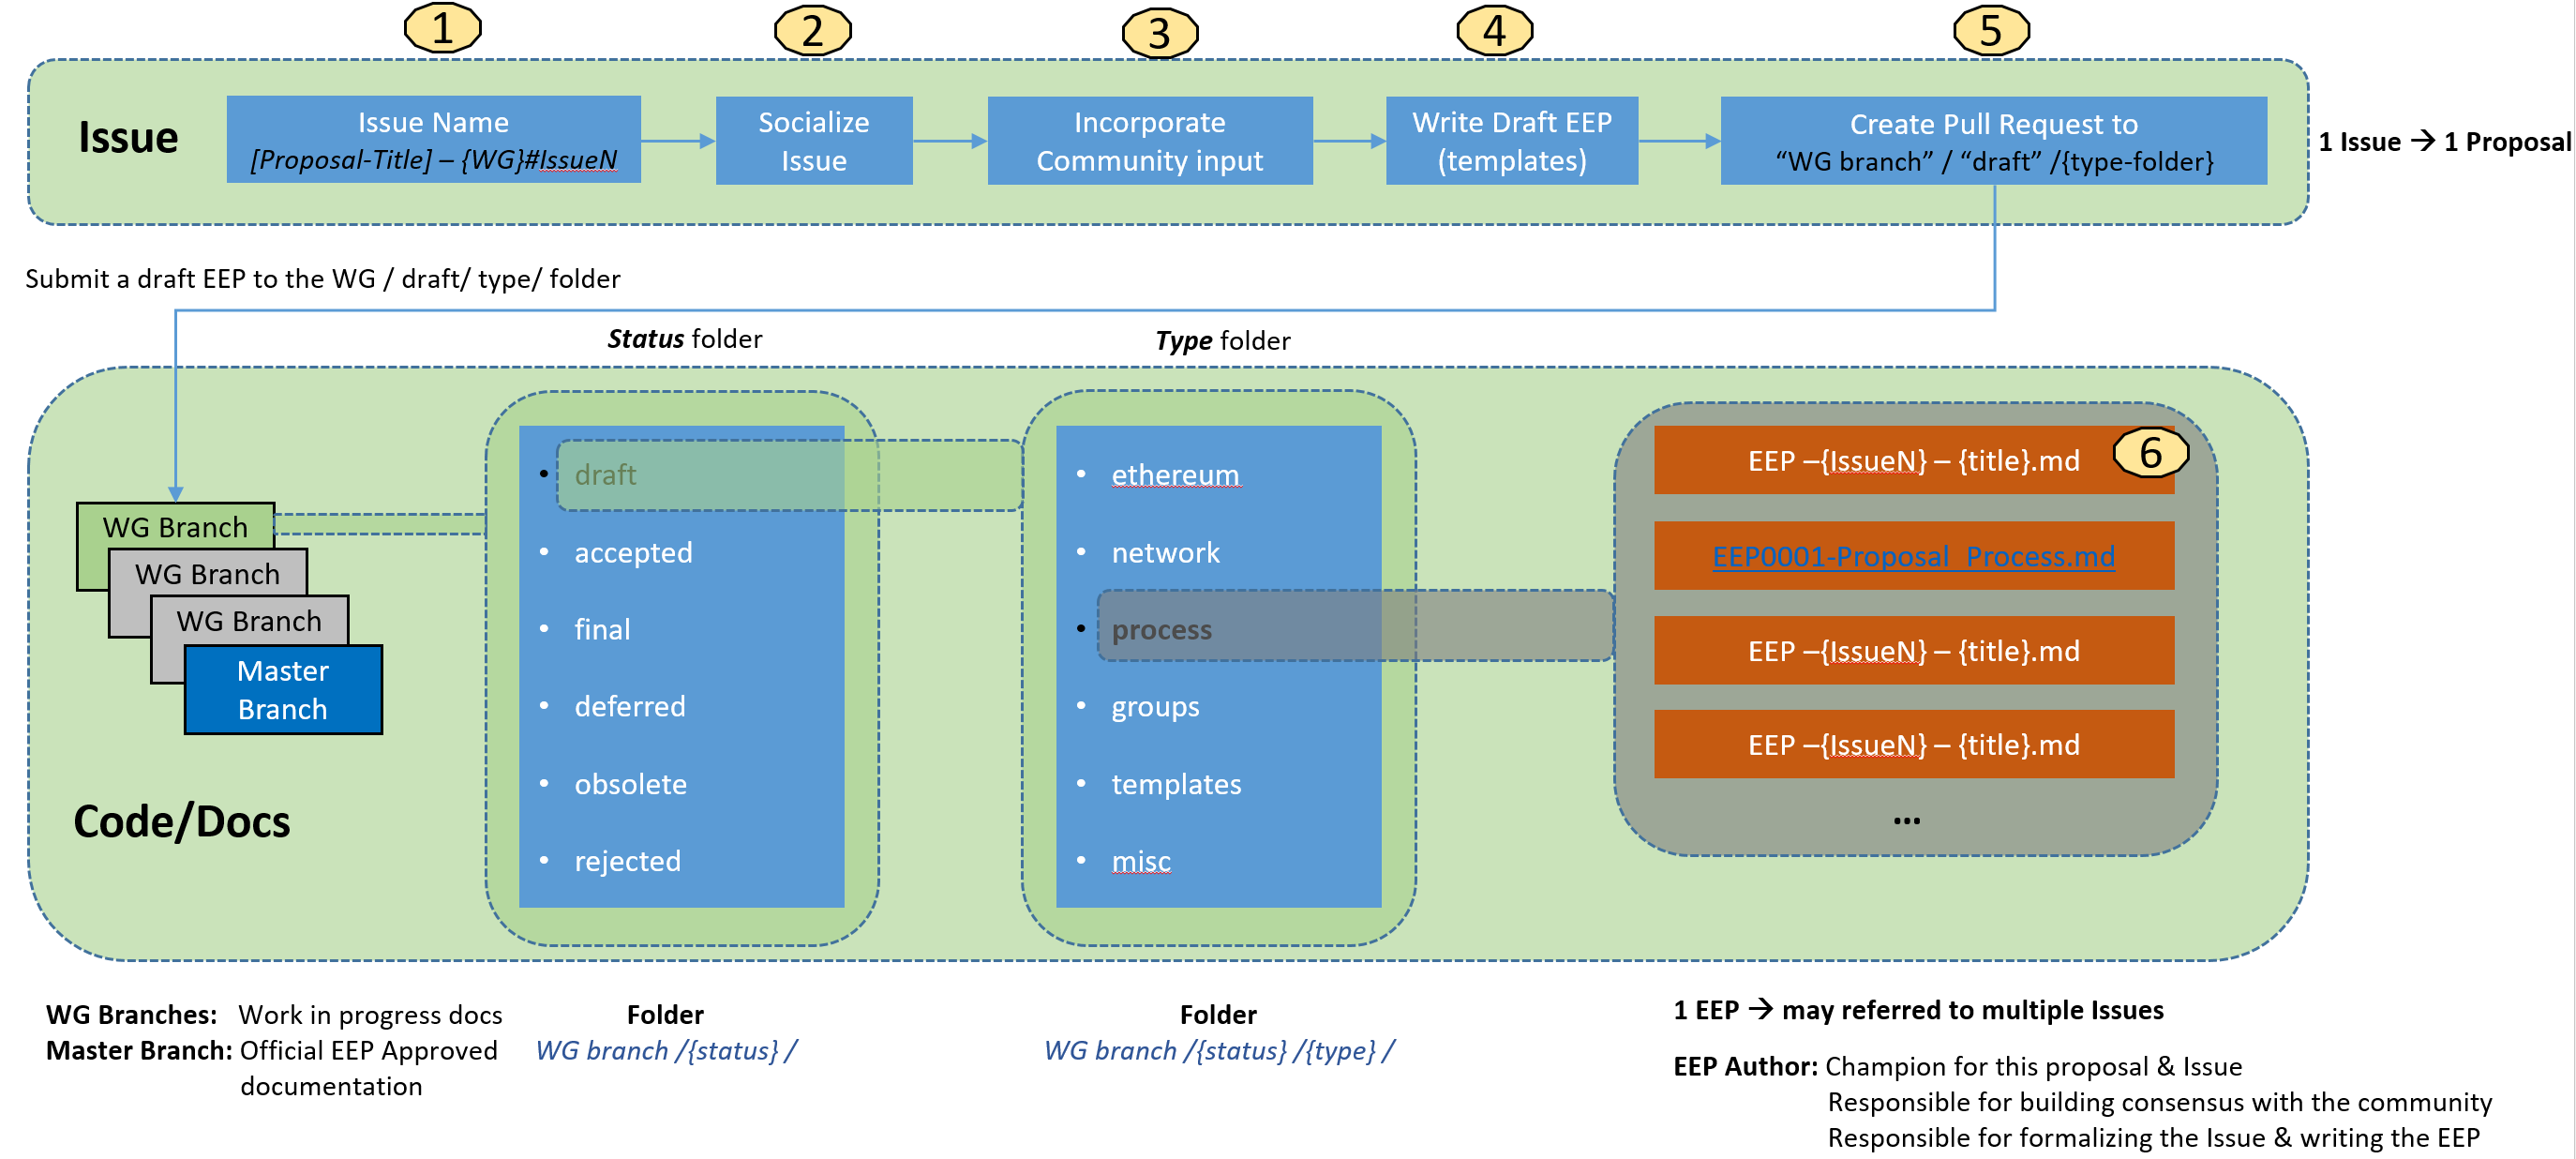 1
2
3
4
5
Issue
Issue Name
[Proposal-Title] – {WG}#IssueN
Socialize
Issue
Incorporate
Community input
Write Draft EEP
(templates)
Create Pull Request to
“WG branch” / “draft” /{type-folder}
1 Issue → 1 Proposal
Submit a draft EEP to the WG / draft/ type/ folder
Status folder
Type folder
WG Branch
WG Branch
WG Branch
Master
Branch
Code/Docs
• draft
• accepted
• final
• deferred
• obsolete
• rejected
• ethereum
• network
• process
• groups
• templates
• misc
6
EEP –{IssueN} – {title}.md
EEP0001-Proposal_Process.md
EEP –{IssueN} – {title}.md
EEP –{IssueN} – {title}.md
...
WG Branches: Work in progress docs
Master Branch: Official EEP Approved
documentation
Folder
WG branch /{status} /
Folder
WG branch /{status} /{type} /
1 EEP → may referred to multiple Issues
EEP Author: Champion for this proposal & Issue
Responsible for building consensus with the community
Responsible for formalizing the Issue & writing the EEP